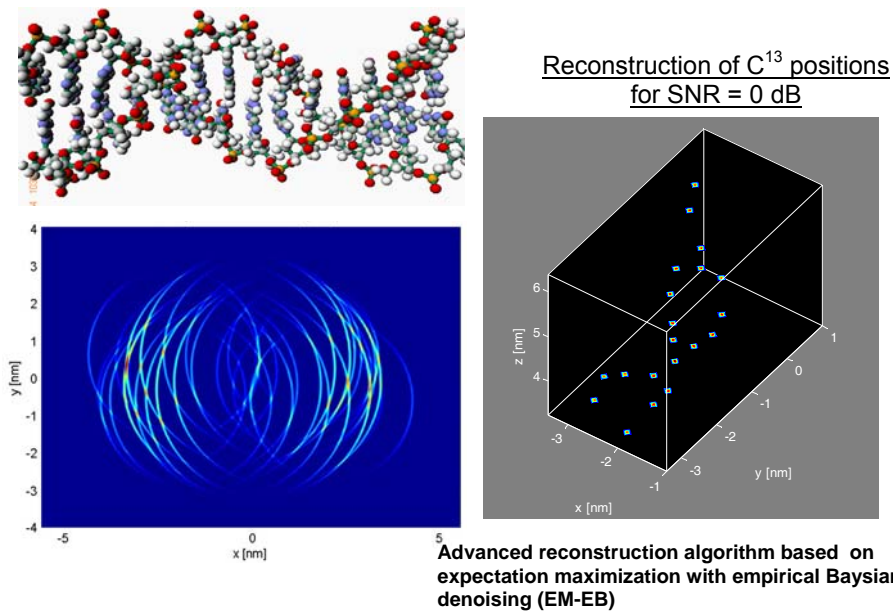 Reconstruction of C¹³ positions
for SNR = 0 dB
4
3
2
1
0
-1
-2
-3
-4
y [nm]
-5
0
5
x [nm]
6
5
4
z [nm]
-3
-2
-1
x [nm]
-3
-2
-1
0
1
y [nm]
Advanced reconstruction algorithm based on
expectation maximization with empirical Baysian
denoising (EM-EB)